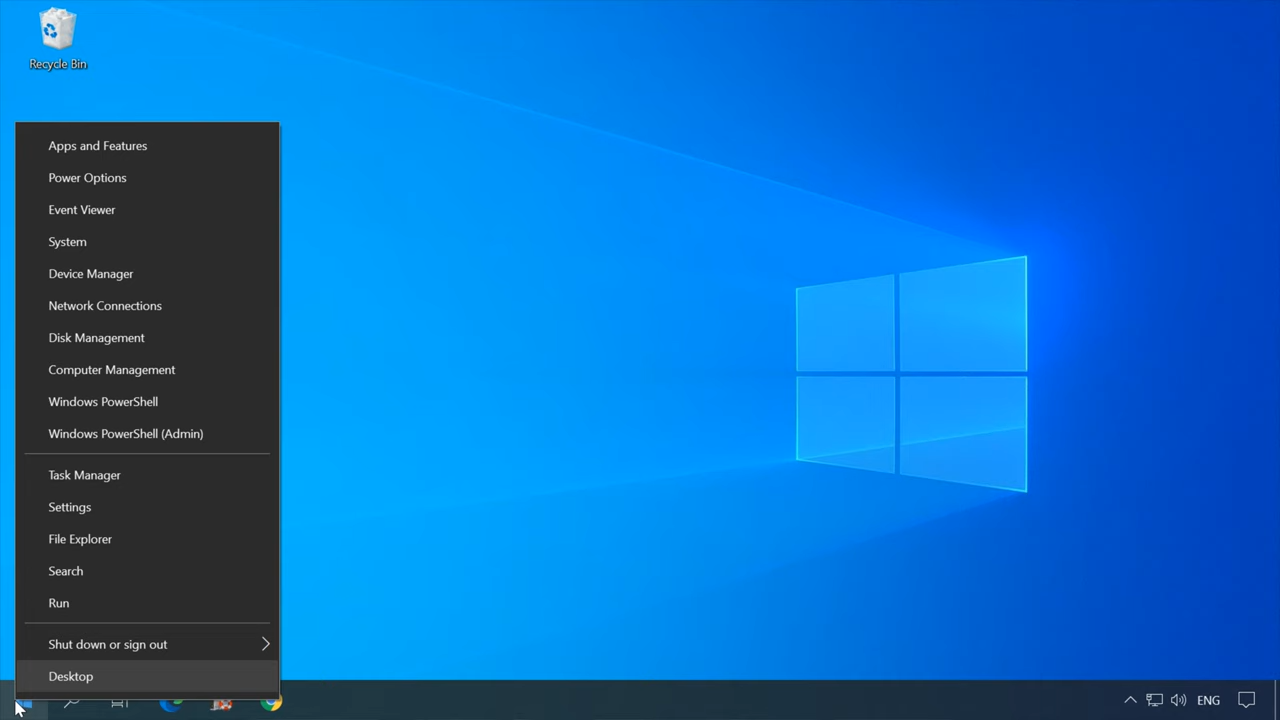 Recycle Bin
Apps and Features
Power Options
Event Viewer
System
Device Manager
Network Connections
Disk Management
Computer Management
Windows PowerShell
Windows PowerShell (Admin)
Task Manager
Settings
File Explorer
Search
Run
Shut down or sign out
Desktop
ENG